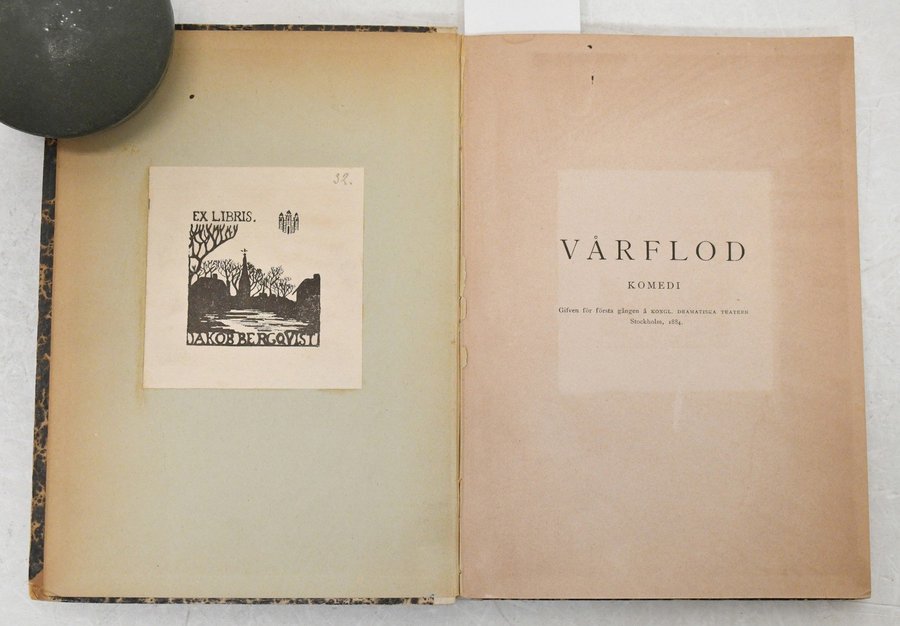 32.
EX LIBRIS.
JAKOB BERGQVIST
VÅRFLOD
KOMEDI
Gifven för första gången å KONGL. DRAMATISKA TEATERN
Stockholm, 1884.